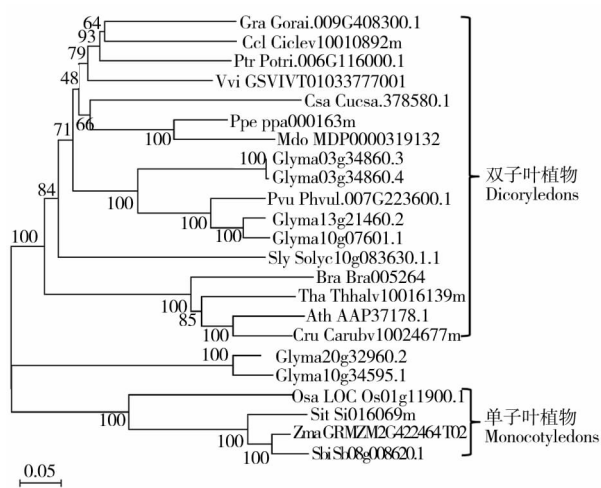 Gra Gorai.009G408300.1
64
93
Ccl Ciclev10010892m
79
Ptr Potri.006G116000.1
48
Vvi GSVIVT01033777001
Csa Cucsa.378580.1
66
71
Ppe ppa000163m
100
Mdo MDP0000319132
100
Glyma03g34860.3
Glyma03g34860.4
双子叶植物
Dicoryledons
84
100
Pvu Phvul.007G223600.1
Glyma13g21460.2
100
100
Glyma10g07601.1
100
Sly Solyc10g083630.1.1
Bra Bra005264
100
Tha Thhalv10016139m
85
Ath AAP37178.1
100
Cru Carubv10024677m
100
Glyma20g32960.2
Glyma10g34595.1
Osa LOC Os01g11900.1
100
Sit Si016069m
单子叶植物
Monocotyledons
100
Zma GRMZM2G422464 T02
100
Sbi Sb08g008620.1
0.05